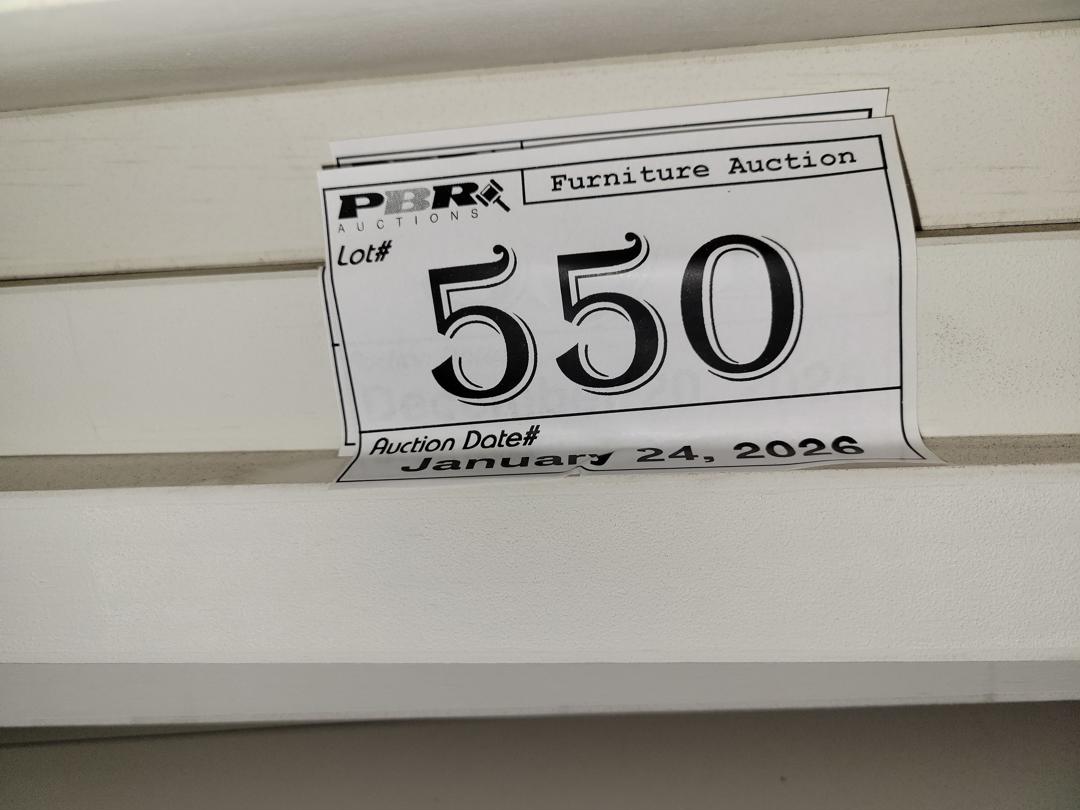 PBR
AUCTIONS
Furniture Auction
Lot#
550
Auction Date#
January 24, 2026